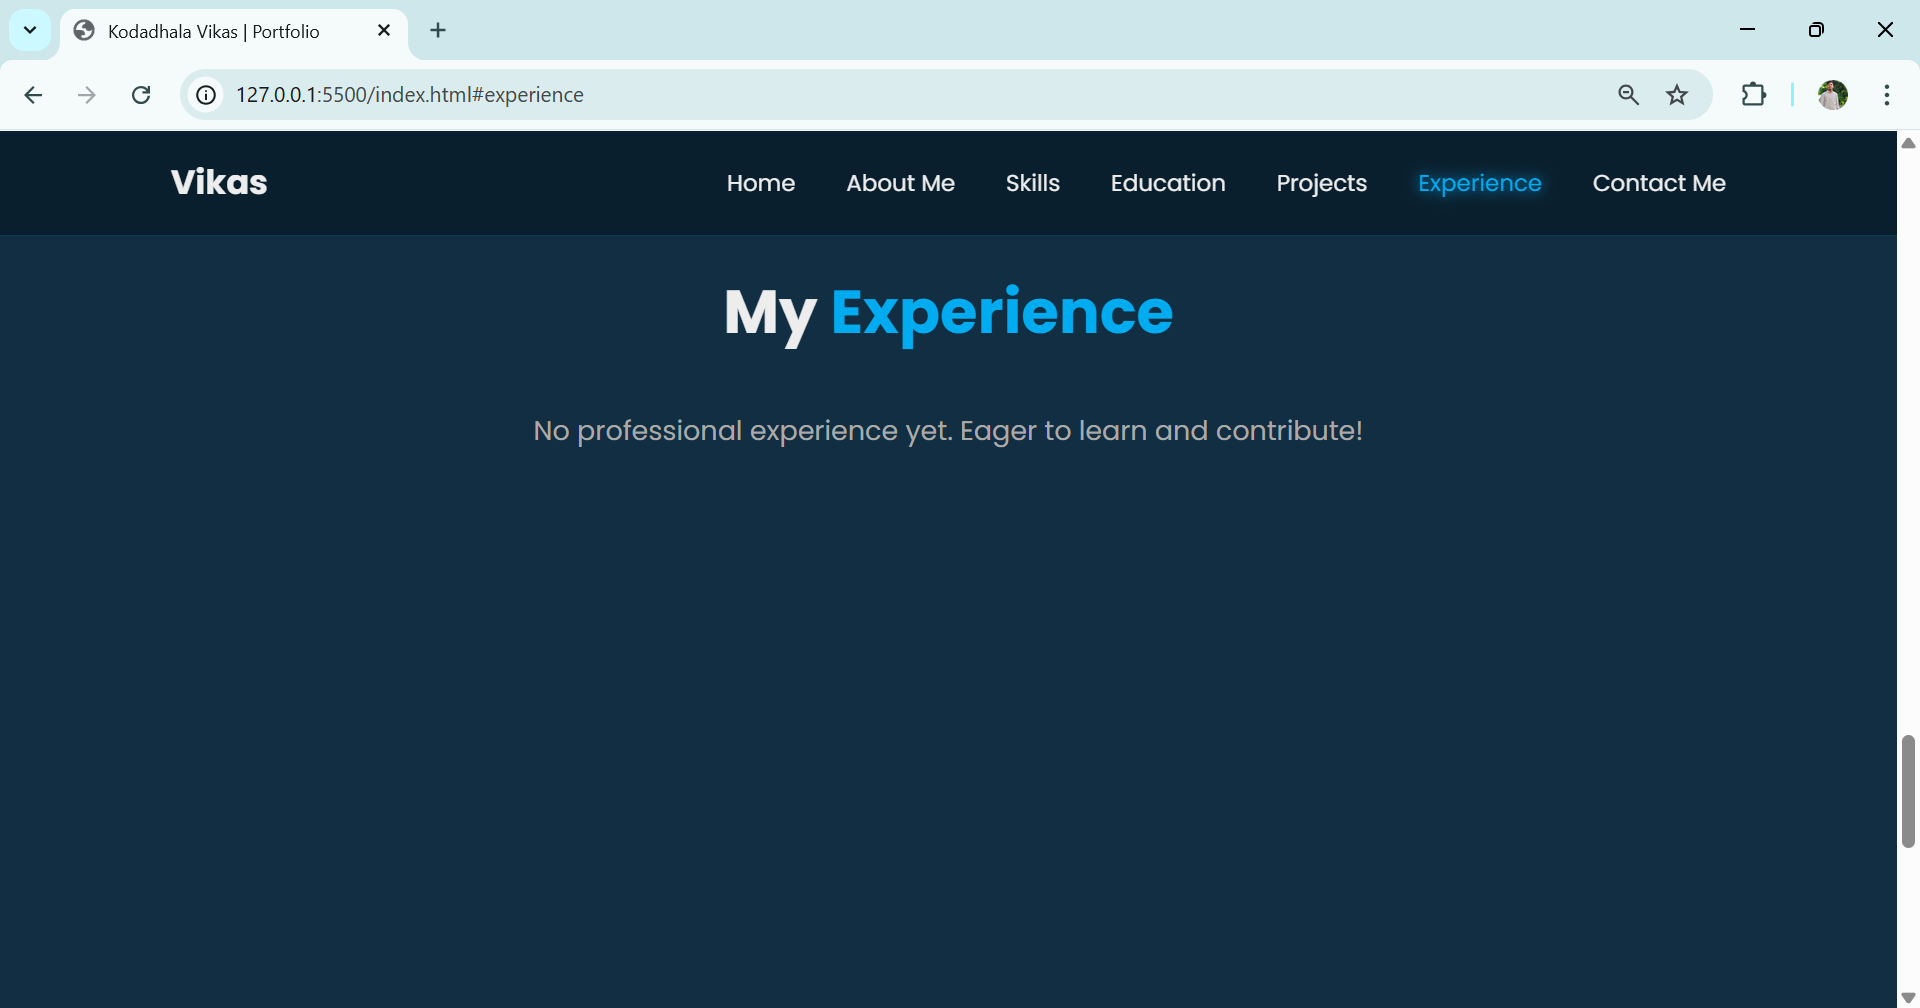 Kodadhala Vikas | Portfolio
127.0.0.1:5500/index.html#experience
Vikas
Home About Me Skills Education Projects Experience Contact Me
My Experience
No professional experience yet. Eager to learn and contribute!